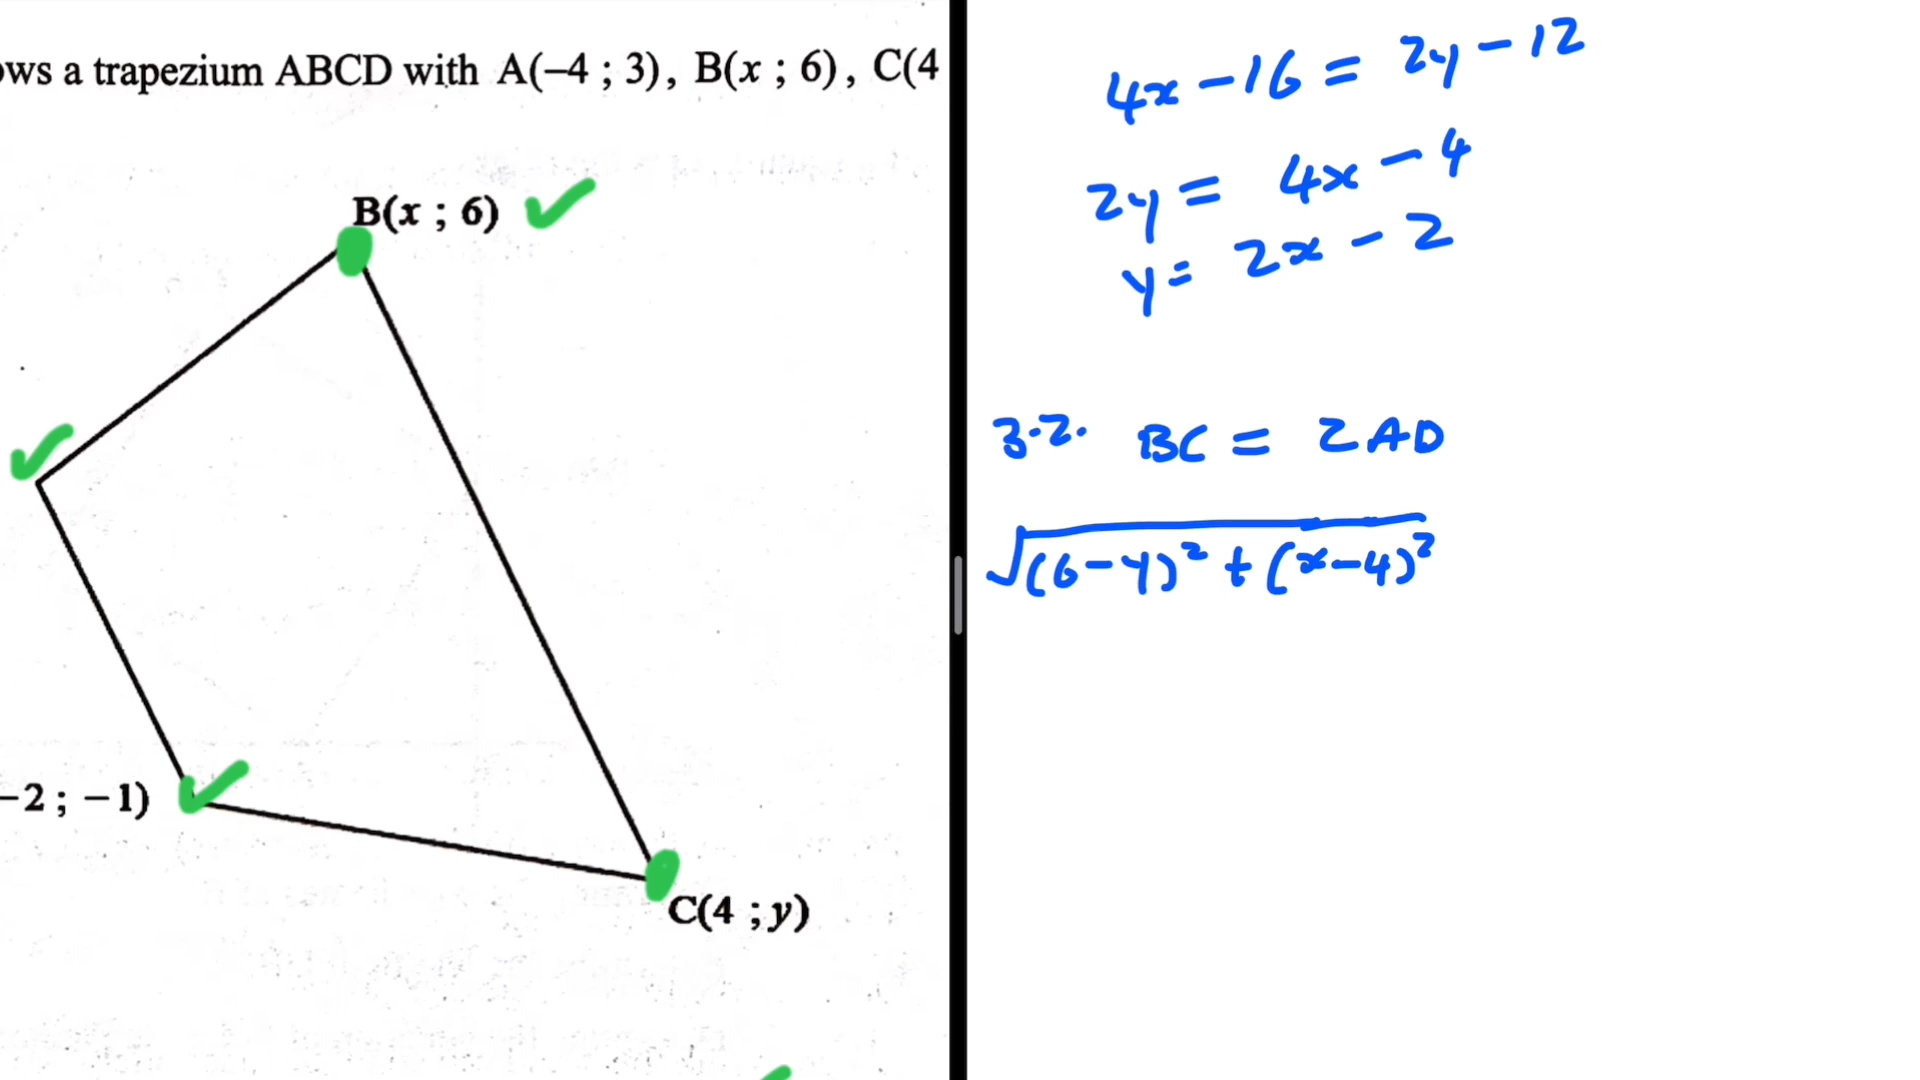 ows a trapezium ABCD with A(−4 ; 3), B(x ; 6), C(4
B(x ; 6)
−2 ; −1)
C(4 ; y)
4x − 16 = 2y − 12
2y = 4x − 4
y = 2x − 2
3.2. BC = 2AD
√(6−y)² + (x−4)²